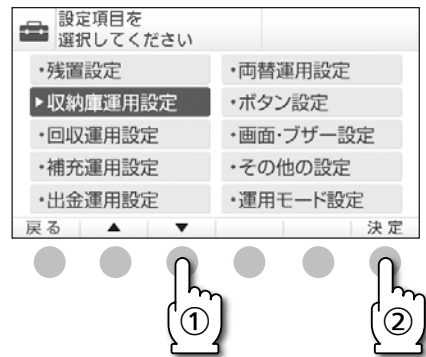 設定項目を
選択してください
・残置設定
・両替運用設定
▶収納庫運用設定
・ボタン設定
・回収運用設定
・画面・ブザー設定
・補充運用設定
・その他の設定
・出金運用設定
・運用モード設定
戻る ▲ ▼ 決定
① ②